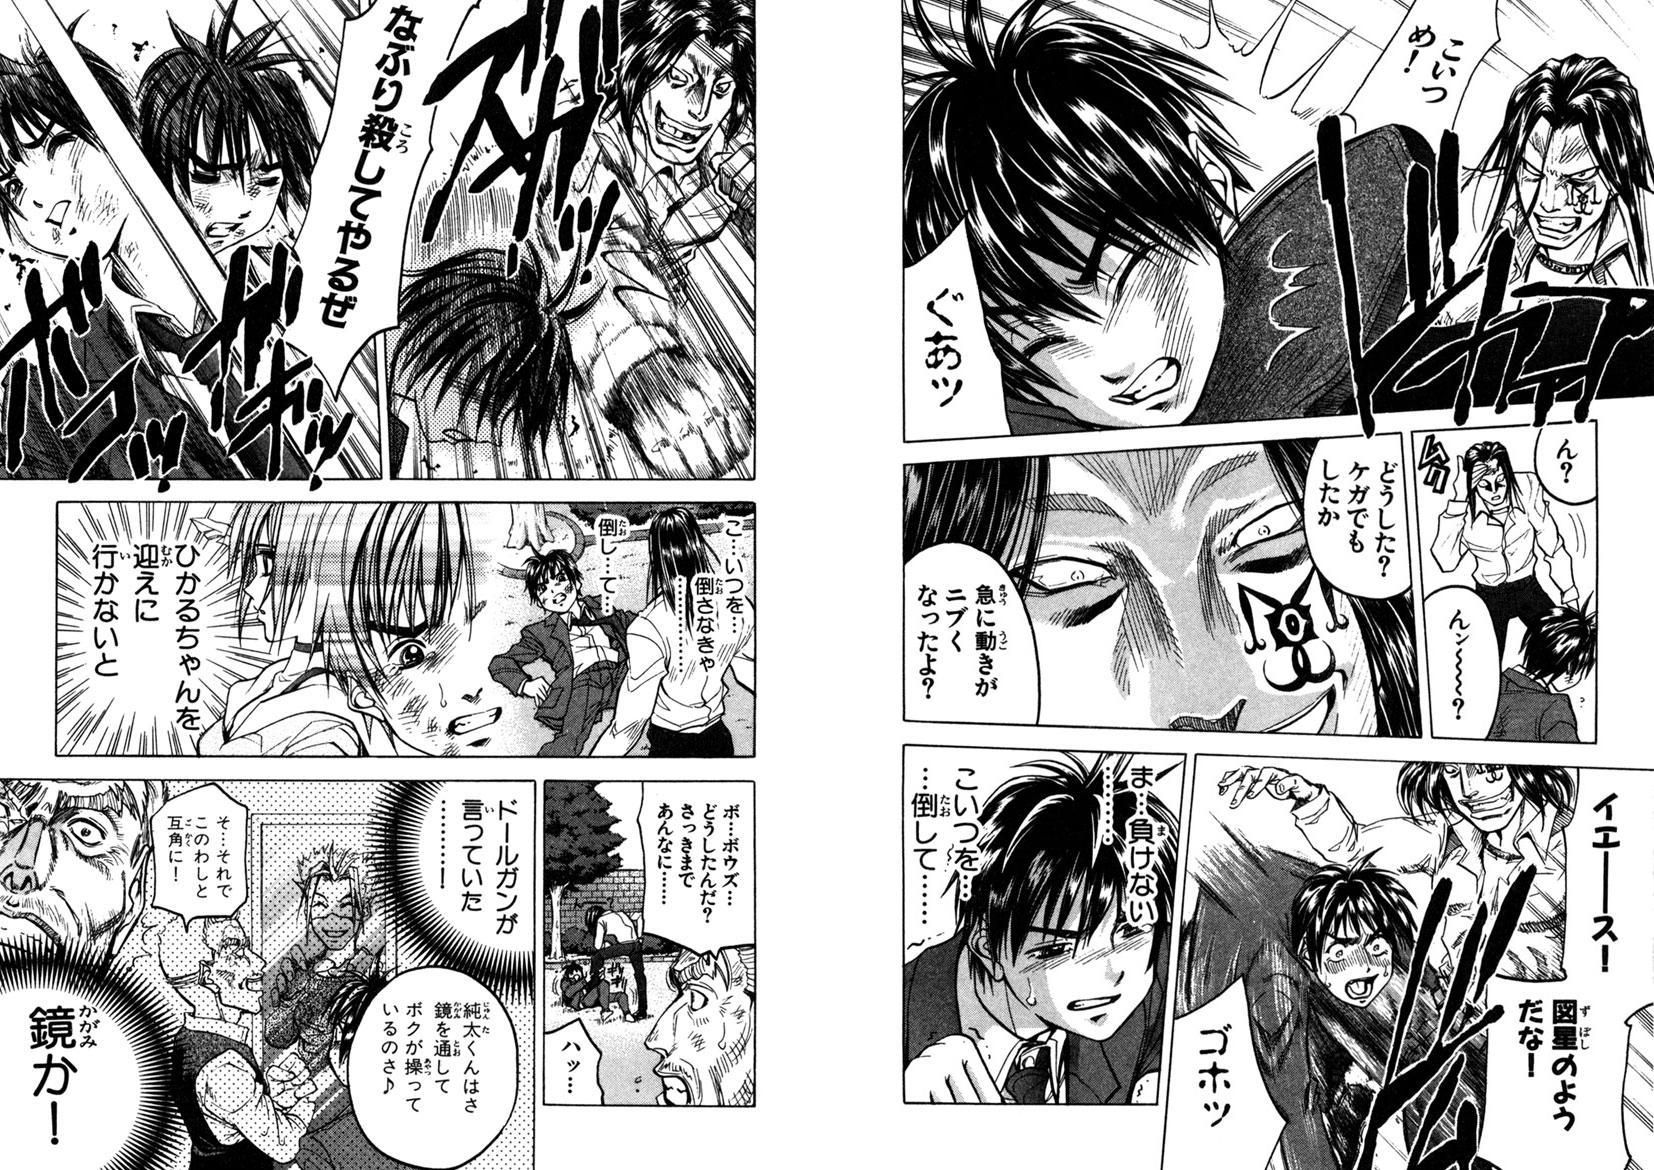 こいつ
め！
ぐあッ
ん？
どうした？
ケガでも
したか
んン～～～～？
急に動きが
ニブく
なったよ？
イエーース！
図星のよう
だな！
ゴホッ
ま…負けない
………
こいつを…
…倒して……
なぶり殺してやるぜ
ズガッ
ガギッ
ボゴッ
こ…いつを…
………倒さなきゃ
倒し…て…
ひかるちゃんを
迎えに
行かないと
ボ…ボウズ…
どうしたんだ？
さっきまで
あんなに……
ハッ…
ドールガンが
言っていた
………！
そ…それで
このわしと
互角に！
純太くんはさ
鏡を通して
ボクが操って
いるのさ♪
鏡か！